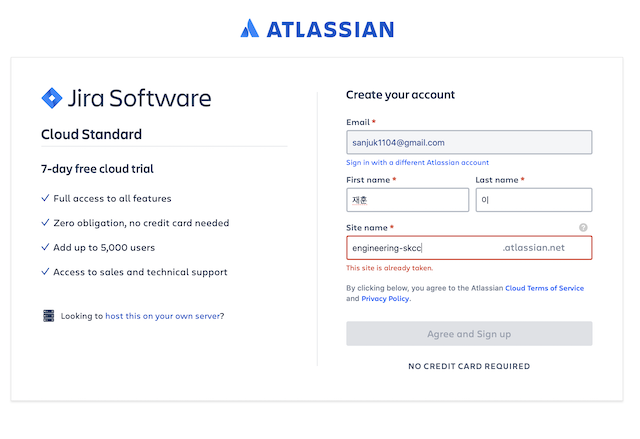 ATLASSIAN
Jira Software
Cloud Standard
7-day free cloud trial
Full access to all features
Zero obligation, no credit card needed
Add up to 5,000 users
Access to sales and technical support
Looking to host this on your own server?
Create your account
Email *
sanjuk1104@gmail.com
Sign in with a different Atlassian account
First name * Last name *
재훈 이
Site name * ?
engineering-skcc .atlassian.net
This site is already taken.
By clicking below, you agree to the Atlassian Cloud Terms of Service
and Privacy Policy.
Agree and Sign up
NO CREDIT CARD REQUIRED